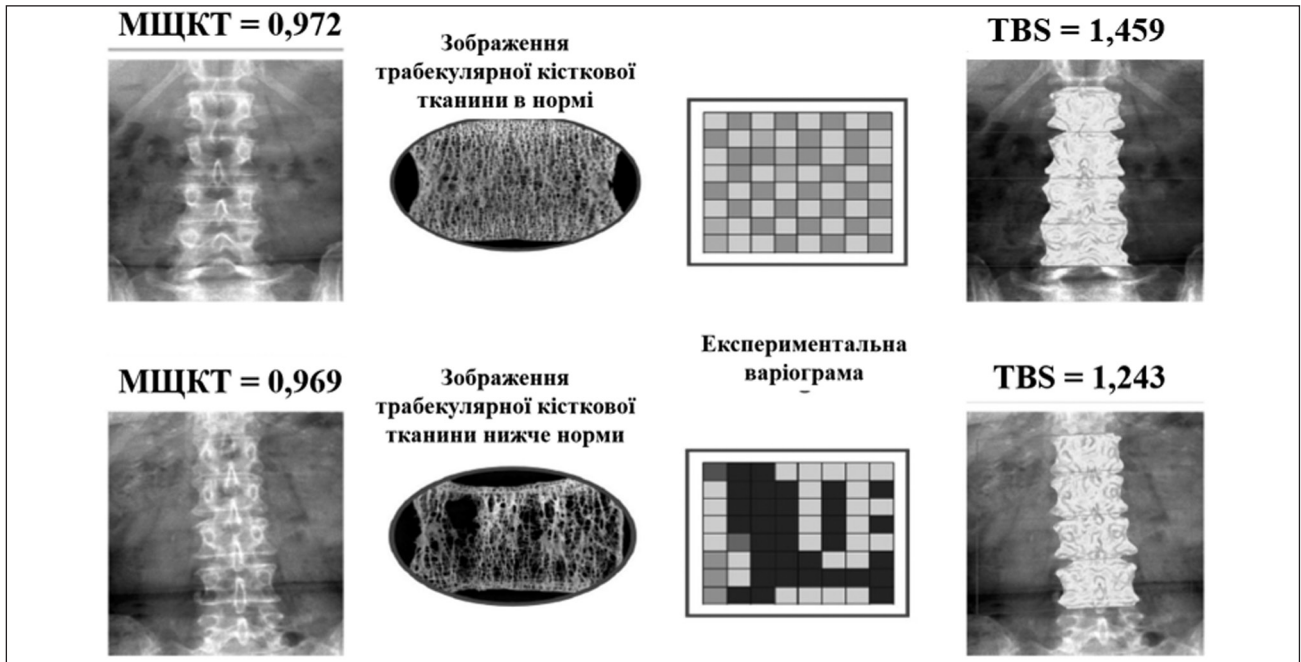 МЩКТ = 0,972
Зображення
трабекулярної кісткової
тканини в нормі
TBS = 1,459
МЩКТ = 0,969
Зображення
трабекулярної кісткової
тканини нижче норми
Експериментальна
варіограма
TBS = 1,243